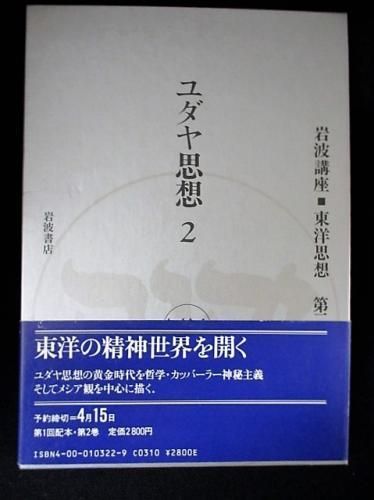 岩波講座■東洋思想 第
ユダヤ思想 2
岩波書店
東洋の精神世界を開く
ユダヤ思想の黄金時代を哲学・カッバーラー神秘主義
そしてメシア観を中心に描く。
予約締切=4月15日
第1回配本・第2巻 定価2800円
ISBN4-00-010322-9 C0310 ¥2800E